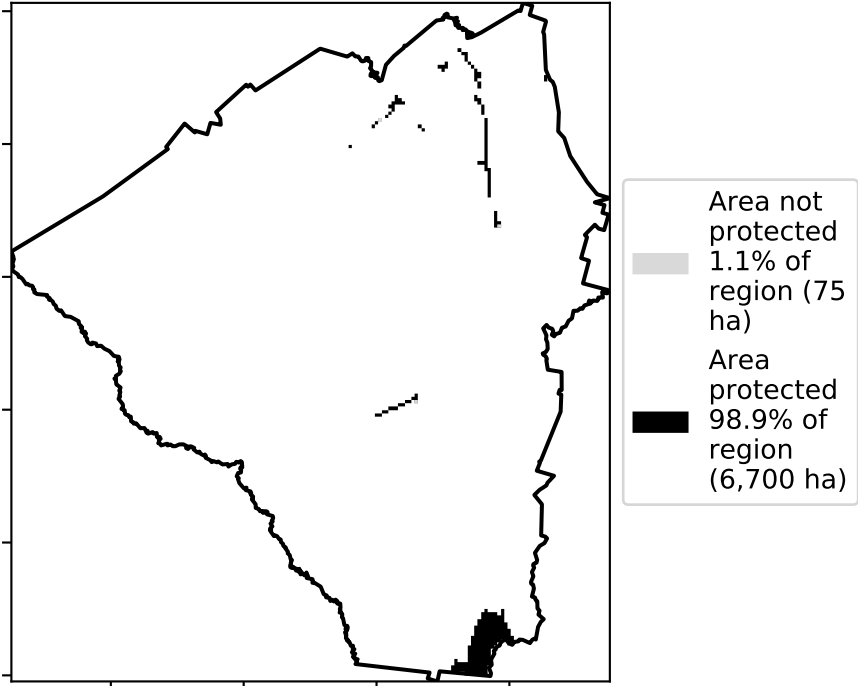 Area not
protected
1.1% of
region (75
ha)
Area
protected
98.9% of
region
(6,700 ha)